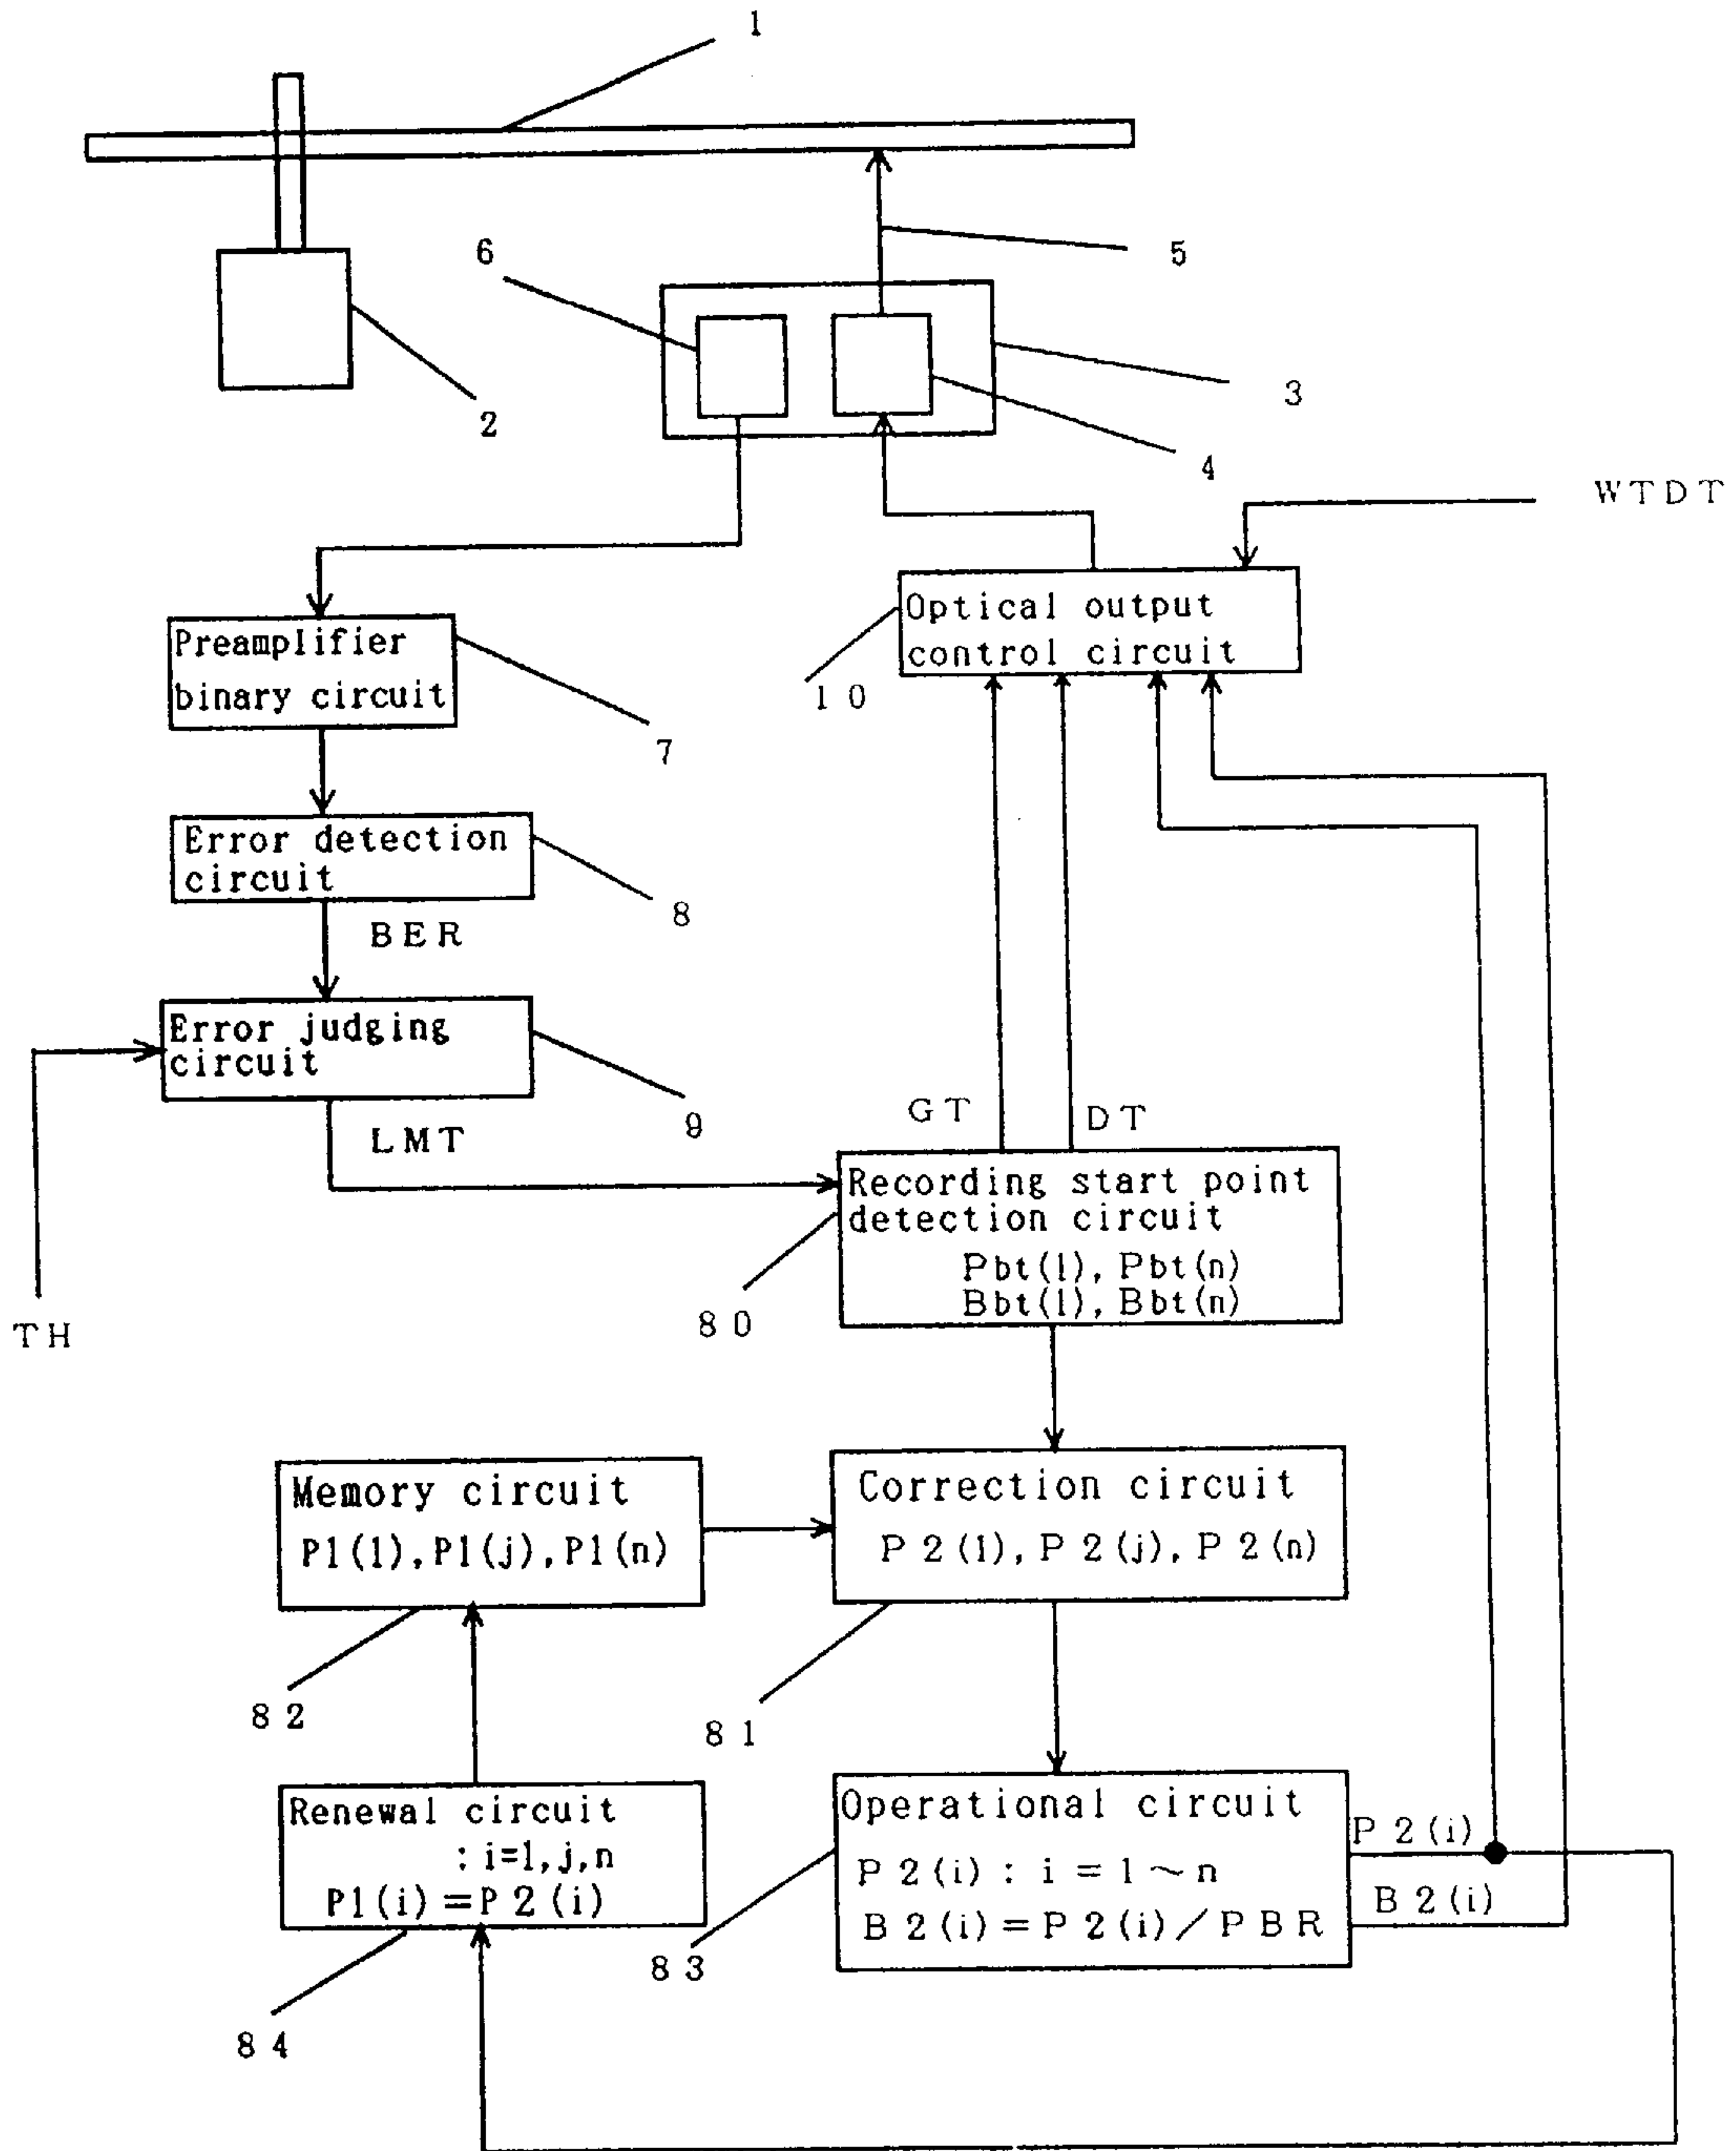 1
6
5
2
3
4
WTDT
Optical output
control circuit
10
Preamplifier
binary circuit
7
Error detection
circuit
8
BER
Error judging
circuit
9
LMT
TH
GT
DT
Recording start point
detection circuit
Pbt(1), Pbt(n)
Bbt(1), Bbt(n)
80
Memory circuit
P1(1), P1(j), P1(n)
82
Correction circuit
P2(1), P2(j), P2(n)
81
Renewal circuit
: i=1,j,n
P1(i)=P2(i)
84
Operational circuit
P2(i) : i = 1~n
B2(i)=P2(i)/PBR
83
P2(i)
B2(i)